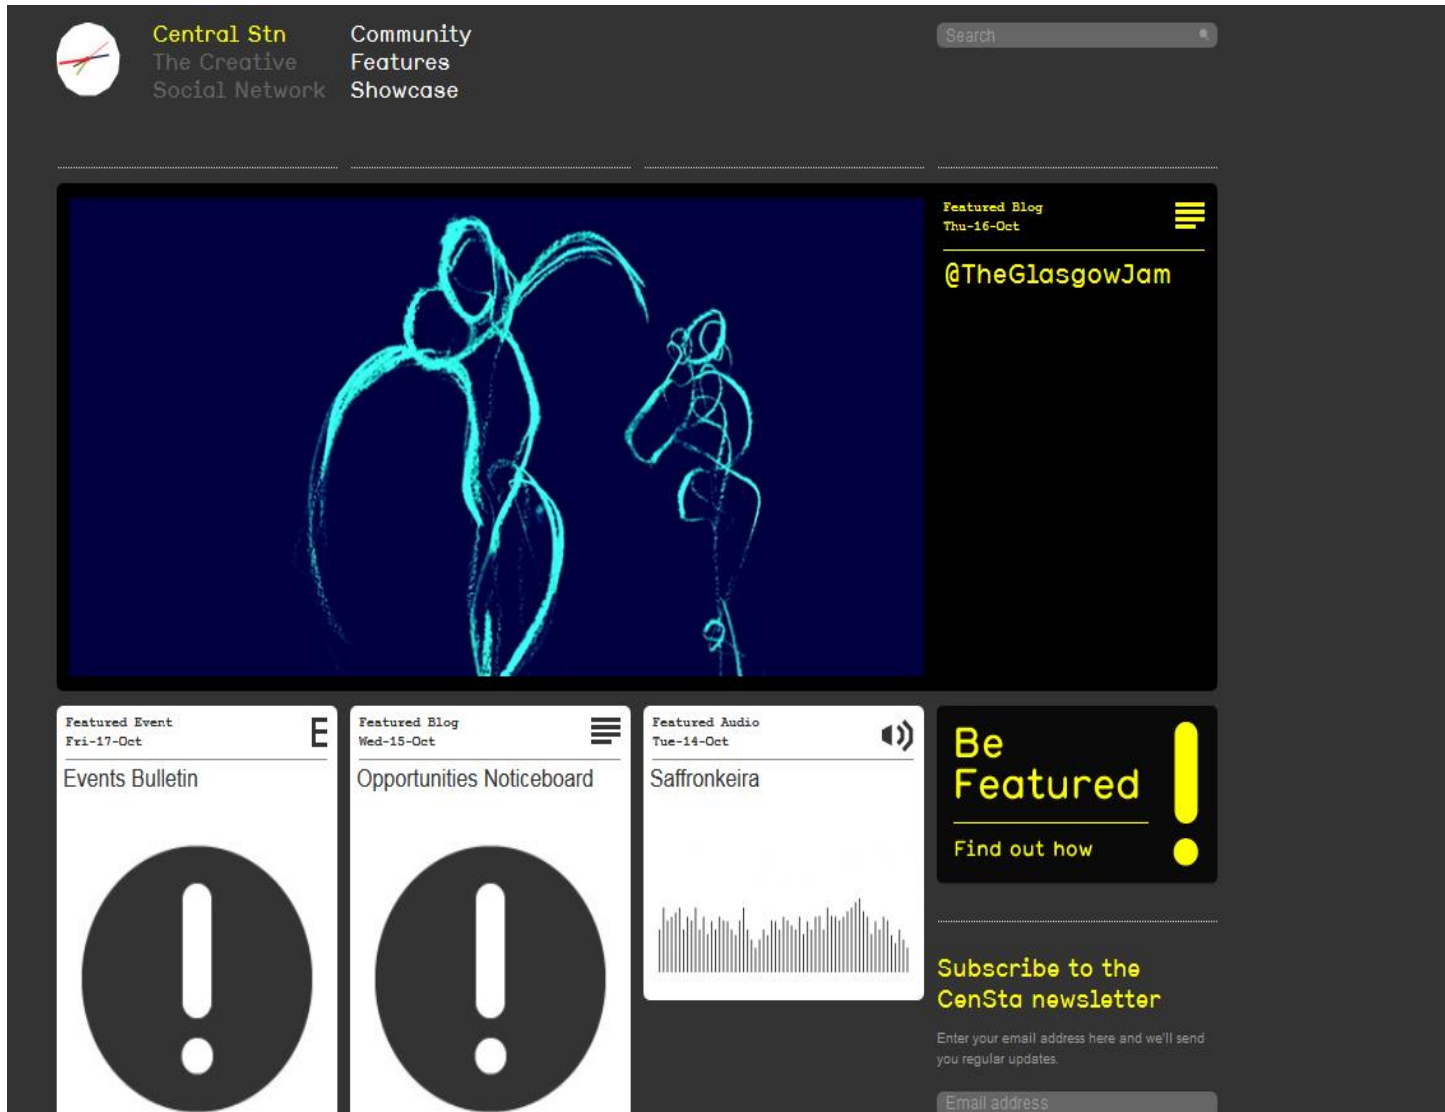 Central Stn
The Creative
Social Network
Community
Features
Showcase
Search
Featured Blog
Thu-16-Oct
@TheGlasgowJam
Featured Event
Fri-17-Oct
E
Events Bulletin
Featured Blog
Wed-15-Oct
Opportunities Noticeboard
Featured Audio
Tue-14-Oct
Saffronkeira
Be
Featured
Find out how
!
Subscribe to the
CenSta newsletter
Enter your email address here and we'll send
you regular updates.
Email address